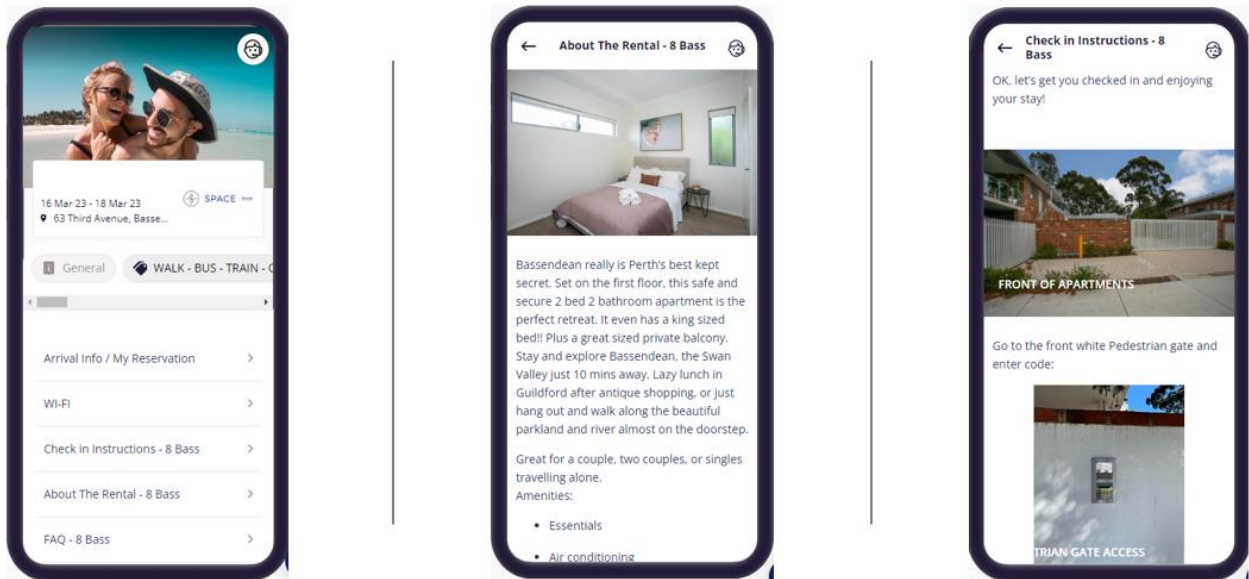 16 Mar 23 - 18 Mar 23
SPACE
63 Third Avenue, Basse...
General
WALK - BUS - TRAIN - C
Arrival Info / My Reservation
WI-FI
Check in Instructions - 8 Bass
About The Rental - 8 Bass
FAQ - 8 Bass
About The Rental - 8 Bass
Bassendean really is Perth's best kept
secret. Set on the first floor, this safe and
secure 2 bed 2 bathroom apartment is the
perfect retreat. It even has a king sized
bed!! Plus a great sized private balcony.
Stay and explore Bassendean, the Swan
Valley just 10 mins away. Lazy lunch in
Guildford after antique shopping, or just
hang out and walk along the beautiful
parkland and river almost on the doorstep.
Great for a couple, two couples, or singles
travelling alone.
Amenities:
• Essentials
• Air conditioning
Check in Instructions - 8
Bass
OK, let's get you checked in and enjoying
your stay!
FRONT OF APARTMENTS
Go to the front white Pedestrian gate and
enter code:
TRIAN GATE ACCESS